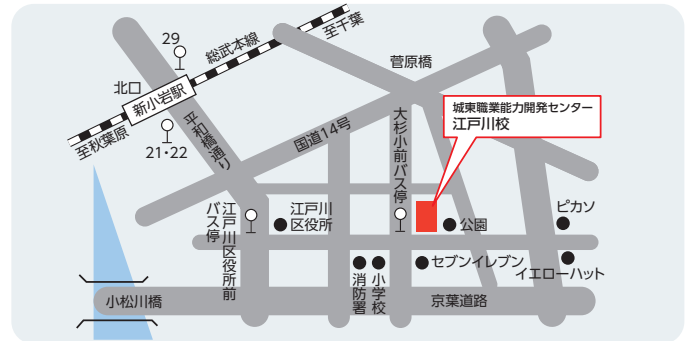 29
総武本線
至千葉
北口
新小岩駅
菅原橋
至秋葉原
21・22
平和橋通り
国道14号
大杉小前バス停
城東職業能力開発センター
江戸川校
江戸川区役所前
バス停
江戸川
区役所
公園
ピカソ
消防署
小学校
セブンイレブン
イエローハット
小松川橋
京葉道路